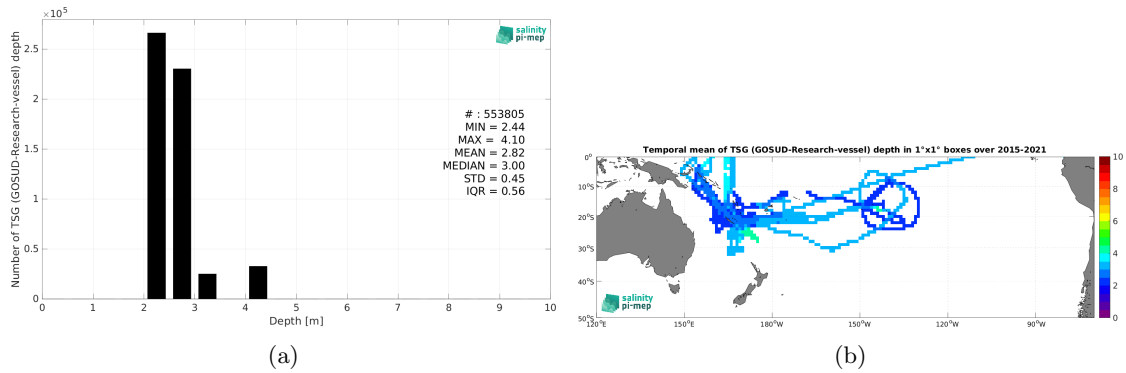 ×10⁵
salinity
pi-mep
2.5
2
1.5
1
0.5
0
Number of TSG (GOSUD-Research-vessel) depth
# : 553805
MIN = 2.44
MAX = 4.10
MEAN = 2.82
MEDIAN = 3.00
STD = 0.45
IQR = 0.56
0 1 2 3 4 5 6 7 8 9 10
Depth [m]
(a)
Temporal mean of TSG (GOSUD-Research-vessel) depth in 1°x1° boxes over 2015-2021
0°
10°S
20°S
30°S
40°S
50°S
120°E 150°E 180°W 150°W 120°W 90°W
salinity
pi-mep
10
8
6
4
2
0
(b)